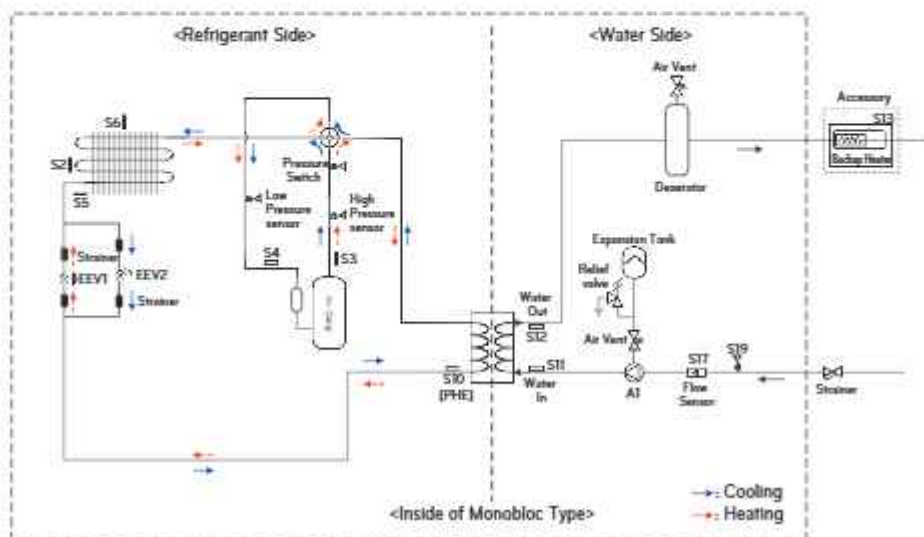 <Refrigerant Side>
<Water Side>
Air Vent
Accessory
S13
Backup Heater
S6
S2
S5
Pressure
Switch
Low
Pressure
sensor
High
Pressure
sensor
Deaerator
Expansion Tank
Relief
valve
S4
S3
Strainer
EEV1
EEV2
Strainer
Water
Out
S12
Air Vent
S11
Water
In
S10
[PHE]
A1
S17
Flow
Sensor
S19
Strainer
: Cooling
: Heating
<Inside of Monobloc Type>